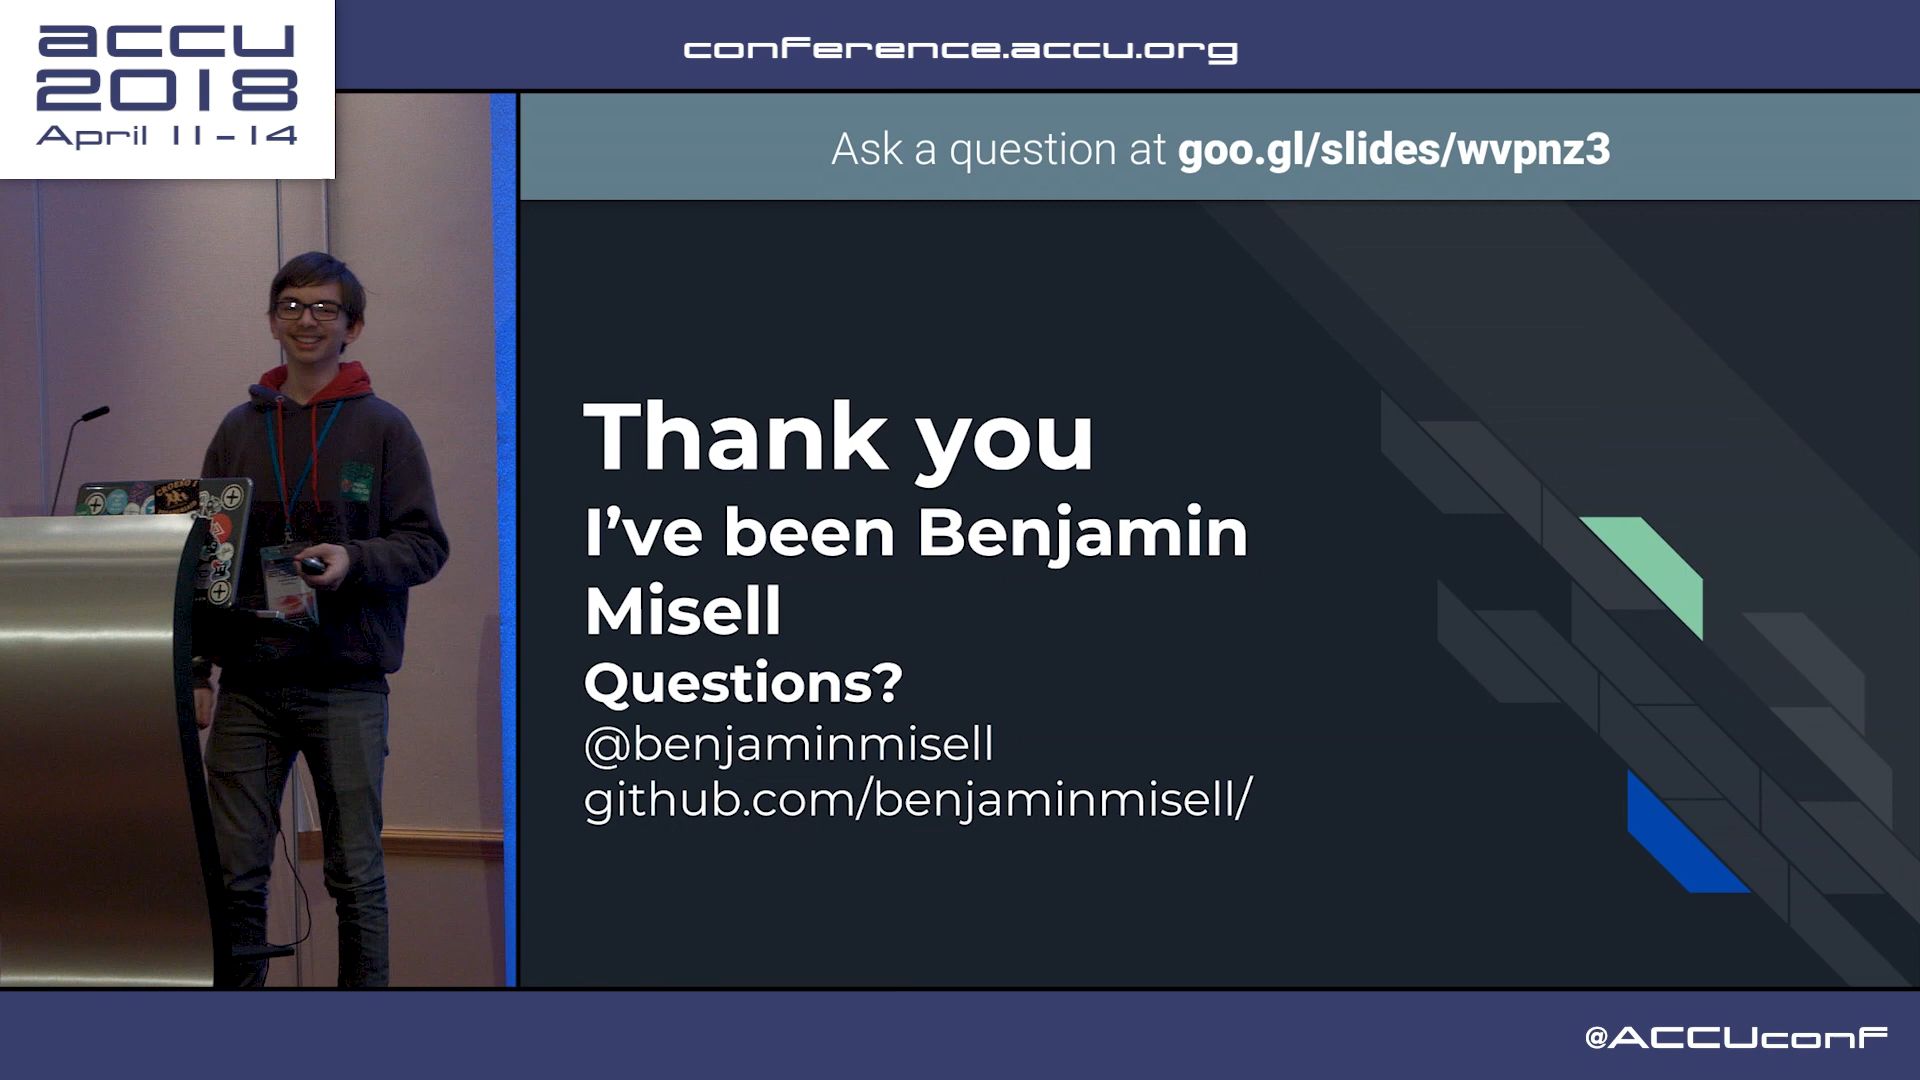 accu
2018
April 11-14
conference.accu.org
Ask a question at goo.gl/slides/wvpnz3
Thank you
I've been Benjamin
Misell
Questions?
@benjaminmisell
github.com/benjaminmisell/
@ACCUconf